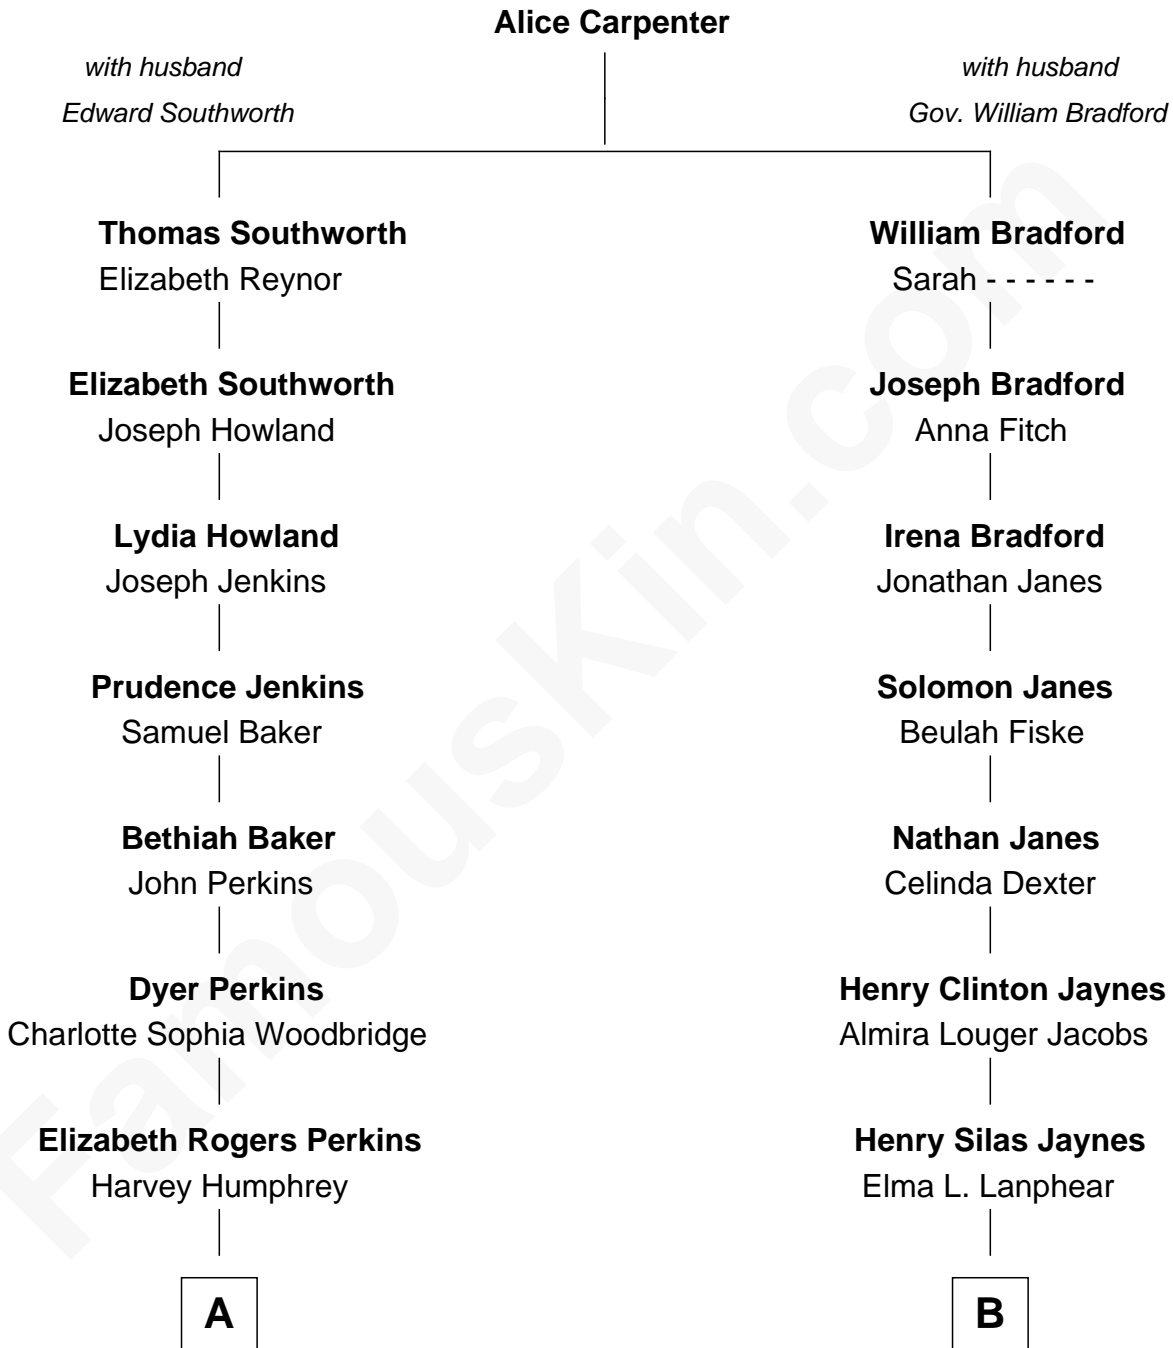 Alice Carpenter
with husband
Edward Southworth
with husband
Gov. William Bradford
Thomas Southworth
Elizabeth Reynor
William Bradford
Sarah - - - - - -
Elizabeth Southworth
Joseph Howland
Joseph Bradford
Anna Fitch
Lydia Howland
Joseph Jenkins
Irena Bradford
Jonathan Janes
Prudence Jenkins
Samuel Baker
Solomon Janes
Beulah Fiske
Bethiah Baker
John Perkins
Nathan Janes
Celinda Dexter
Dyer Perkins
Charlotte Sophia Woodbridge
Henry Clinton Jaynes
Almira Louger Jacobs
Elizabeth Rogers Perkins
Harvey Humphrey
Henry Silas Jaynes
Elma L. Lanphear
A
B
FamousKin.com